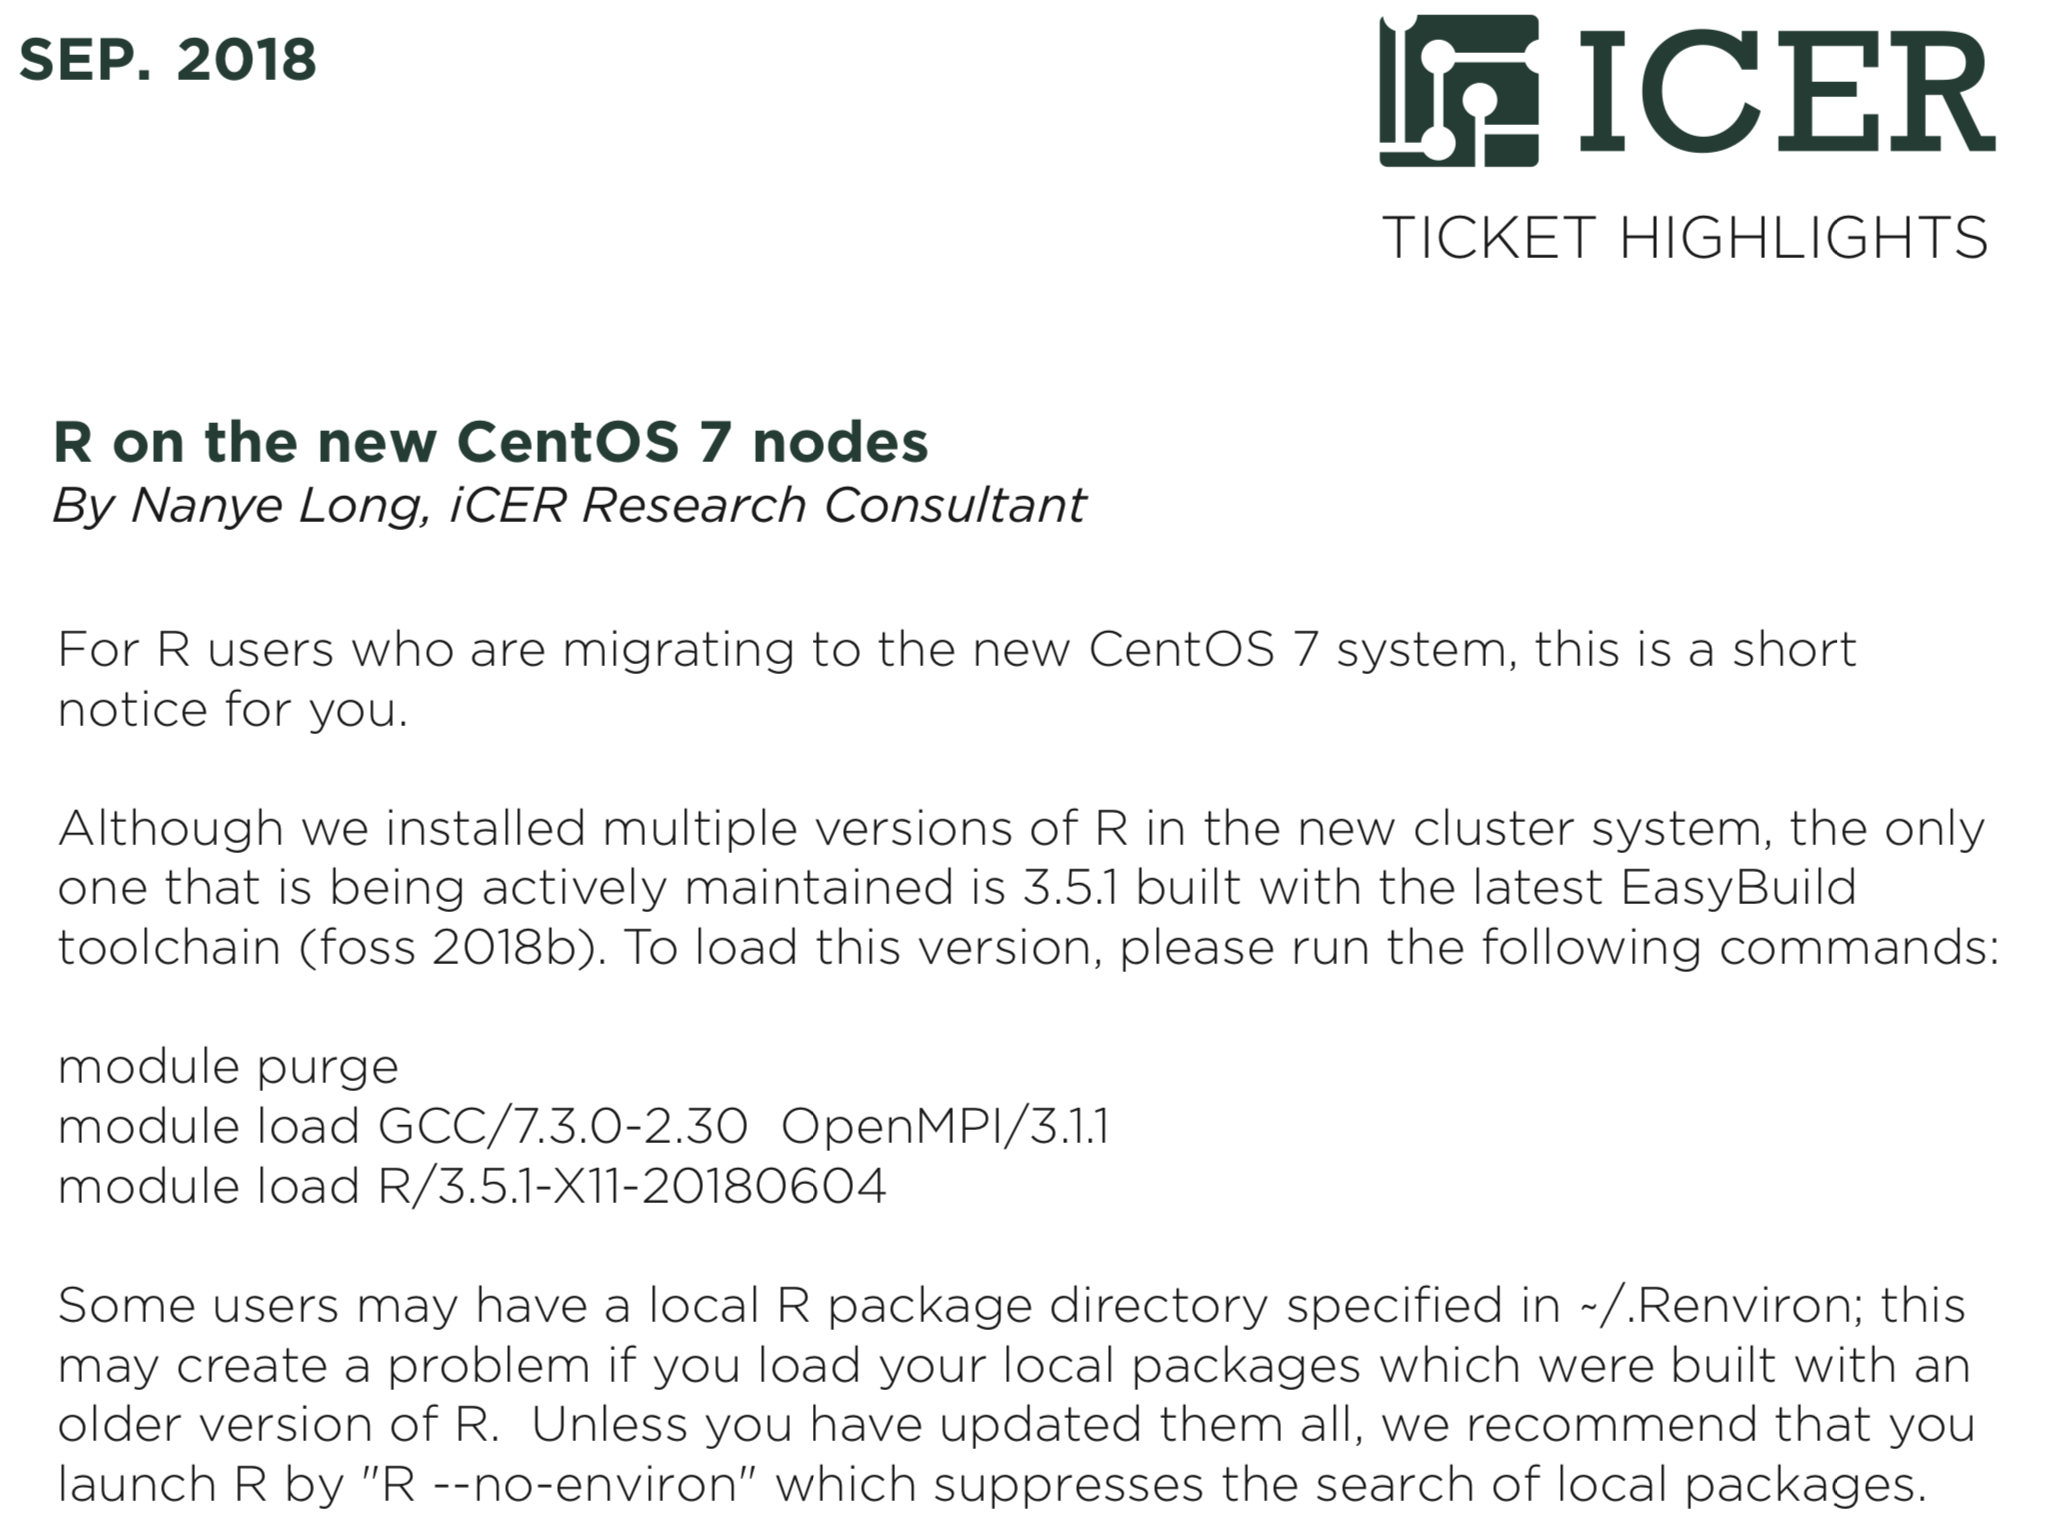 SEP. 2018
ICER
TICKET HIGHLIGHTS
R on the new CentOS 7 nodes
By Nanye Long, iCER Research Consultant
For R users who are migrating to the new CentOS 7 system, this is a short
notice for you.
Although we installed multiple versions of R in the new cluster system, the only
one that is being actively maintained is 3.5.1 built with the latest EasyBuild
toolchain (foss 2018b). To load this version, please run the following commands:
module purge
module load GCC/7.3.0-2.30  OpenMPI/3.1.1
module load R/3.5.1-X11-20180604
Some users may have a local R package directory specified in ~/.Renviron; this
may create a problem if you load your local packages which were built with an
older version of R.  Unless you have updated them all, we recommend that you
launch R by "R --no-environ" which suppresses the search of local packages.